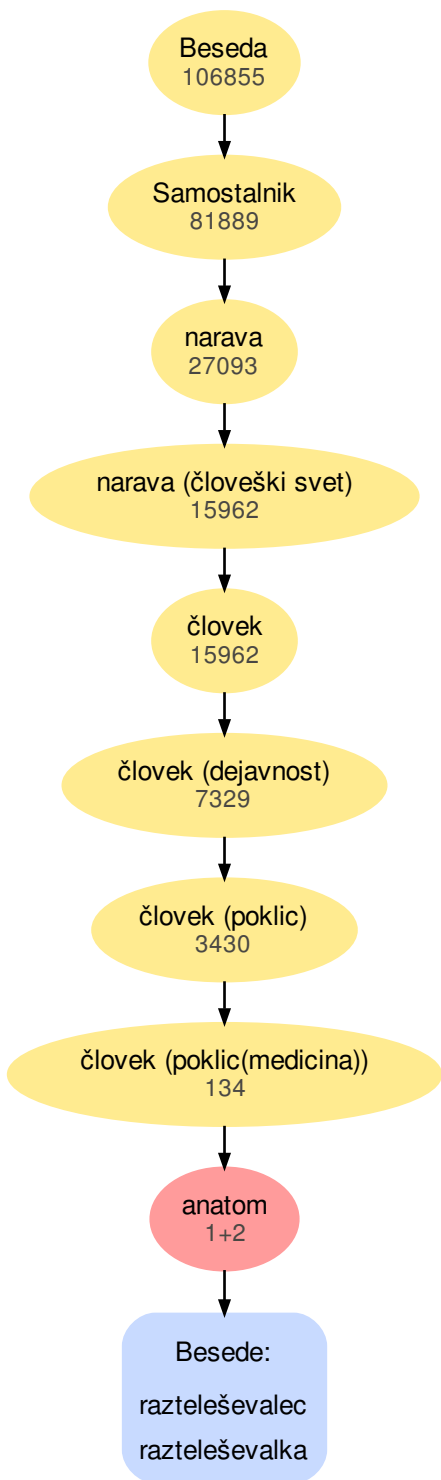 Beseda
106855
Samostalnik
81889
narava
27093
narava (človeški svet)
15962
človek
15962
človek (dejavnost)
7329
človek (poklic)
3430
človek (poklic(medicina))
134
anatom
1+2
Besede:
razteleševalec
razteleševalka